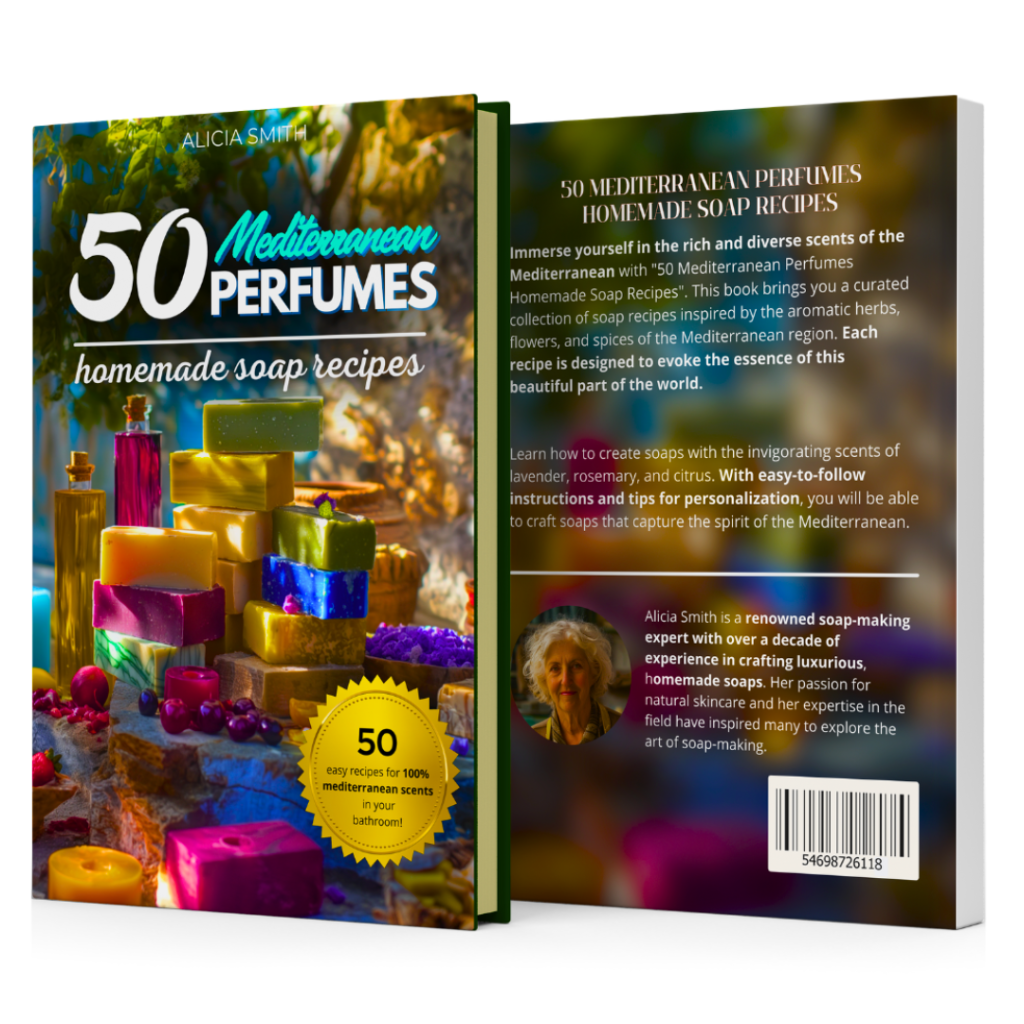 ALICIA SMITH
50 Mediterranean
PERFUMES
homemade soap recipes
50
easy recipes for 100%
mediterranean scents
in your
bathroom!
50 MEDITERRANEAN PERFUMES
HOMEMADE SOAP RECIPES
Immerse yourself in the rich and diverse scents of the
Mediterranean with "50 Mediterranean Perfumes
Homemade Soap Recipes". This book brings you a curated
collection of soap recipes inspired by the aromatic herbs,
flowers, and spices of the Mediterranean region. Each
recipe is designed to evoke the essence of this
beautiful part of the world.
Learn how to create soaps with the invigorating scents of
lavender, rosemary, and citrus. With easy-to-follow
instructions and tips for personalization, you will be able
to craft soaps that capture the spirit of the Mediterranean.
Alicia Smith is a renowned soap-making
expert with over a decade of
experience in crafting luxurious,
homemade soaps. Her passion for
natural skincare and her expertise in the
field have inspired many to explore the
art of soap-making.
54698726118